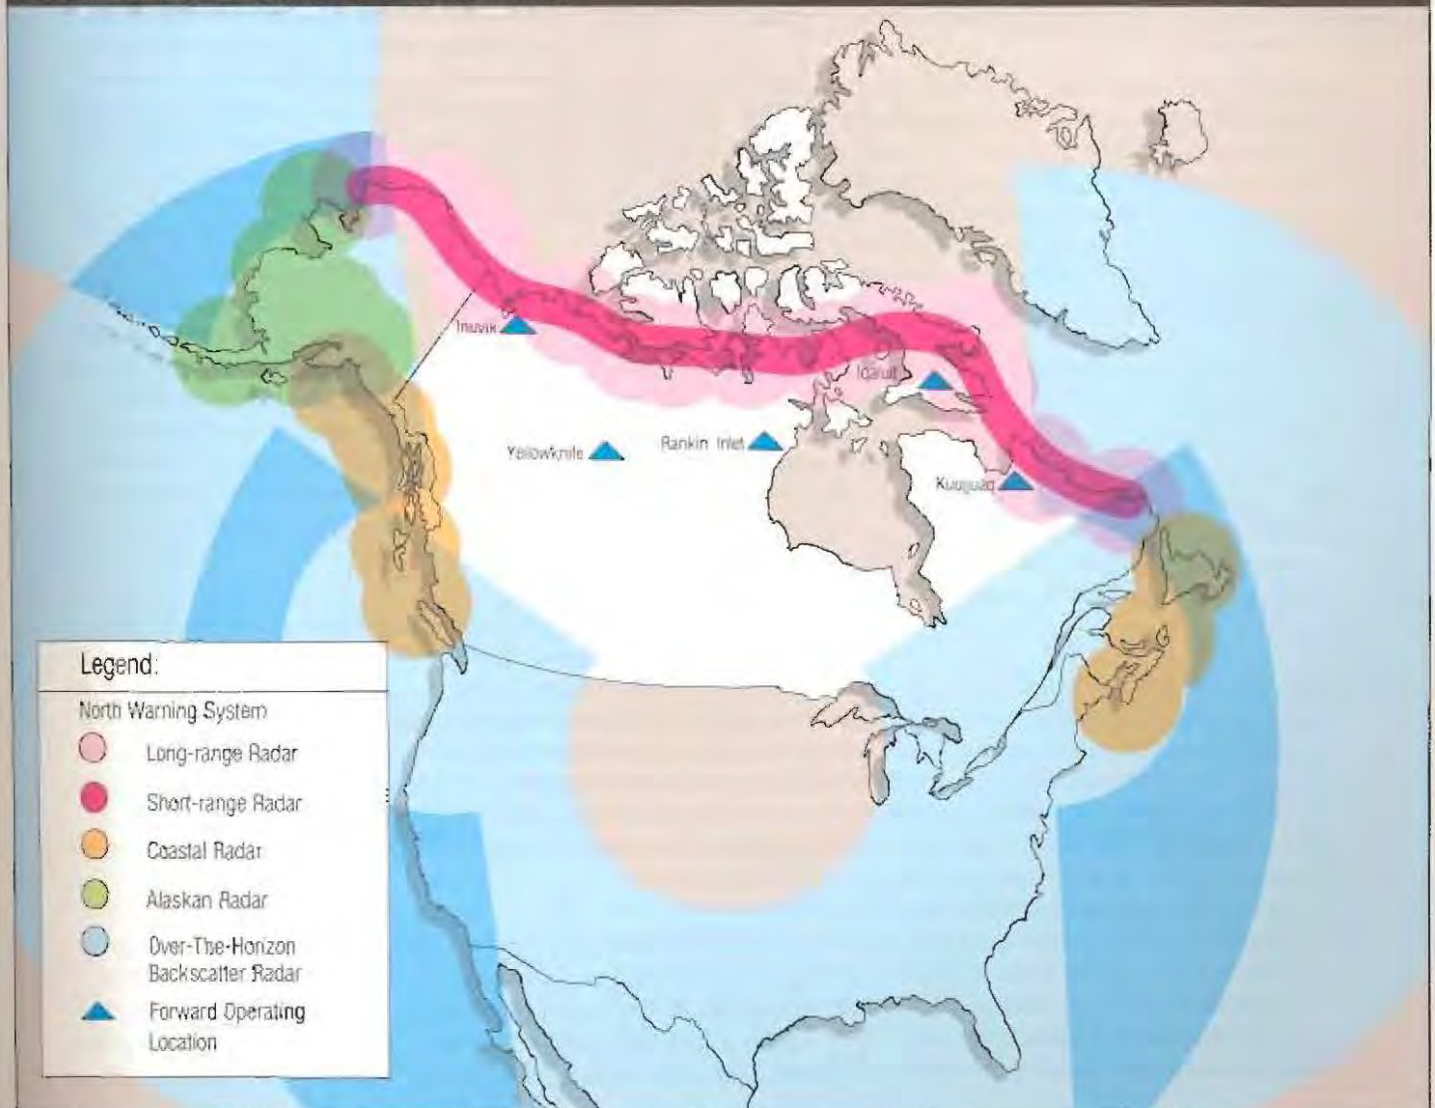 Inuvik
Iqaluit
Yellowknife
Rankin Inlet
Kuujjuaq
Legend:
North Warning System
Long-range Radar
Short-range Radar
Coastal Radar
Alaskan Radar
Over-The-Horizon
Backscatter Radar
Forward Operating
Location